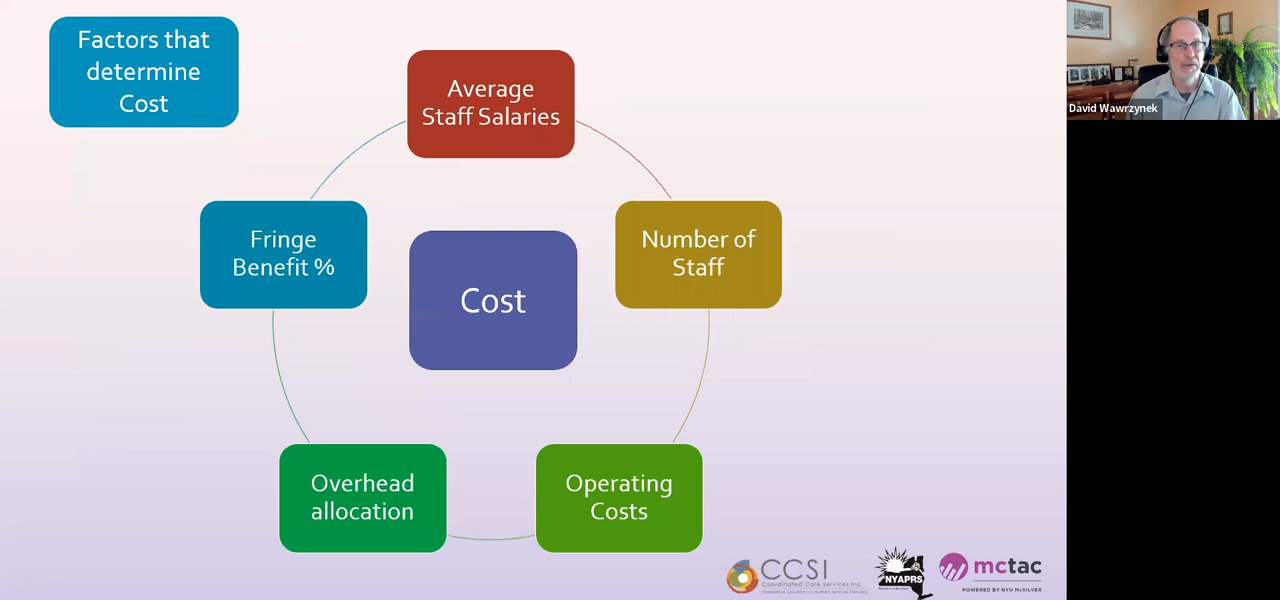 Factors that
determine
Cost
Average
Staff Salaries
Fringe
Benefit %
Number of
Staff
Cost
Overhead
allocation
Operating
Costs
David Wawrzynek
CCSI
Coordinated Care Services Inc.
NYAPRS
mctac
POWERED BY NYU McSILVER